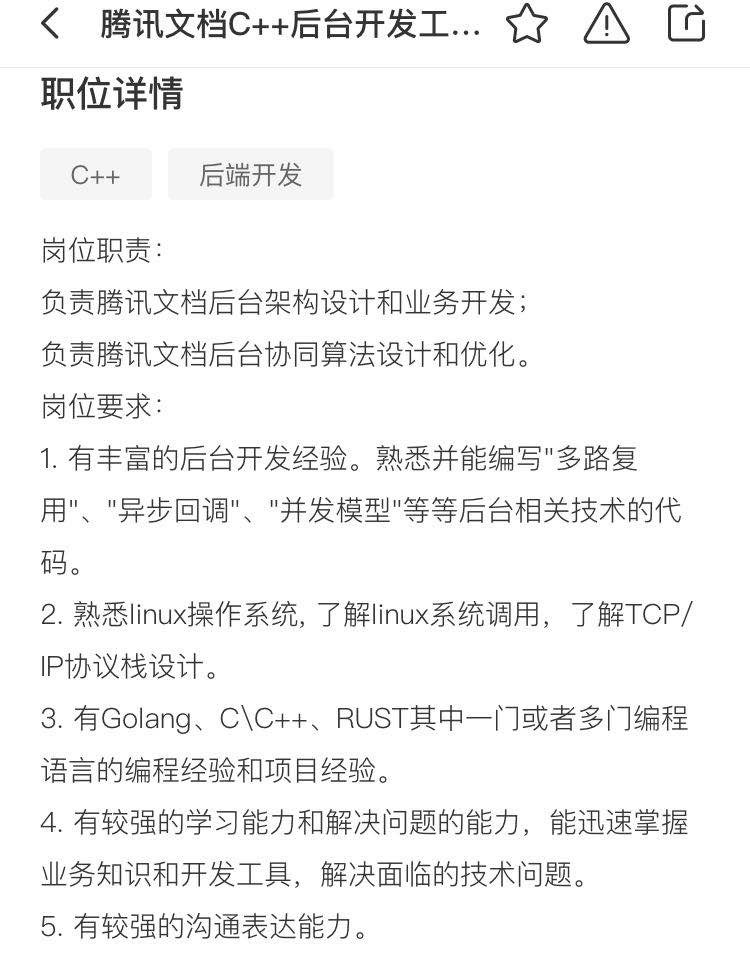 腾讯文档C++后台开发工...
职位详情
C++
后端开发
岗位职责：
负责腾讯文档后台架构设计和业务开发；
负责腾讯文档后台协同算法设计和优化。
岗位要求：
1. 有丰富的后台开发经验。熟悉并能编写"多路复
用"、"异步回调"、"并发模型"等等后台相关技术的代
码。
2. 熟悉linux操作系统, 了解linux系统调用，了解TCP/
IP协议栈设计。
3. 有Golang、C\C++、RUST其中一门或者多门编程
语言的编程经验和项目经验。
4. 有较强的学习能力和解决问题的能力，能迅速掌握
业务知识和开发工具，解决面临的技术问题。
5. 有较强的沟通表达能力。